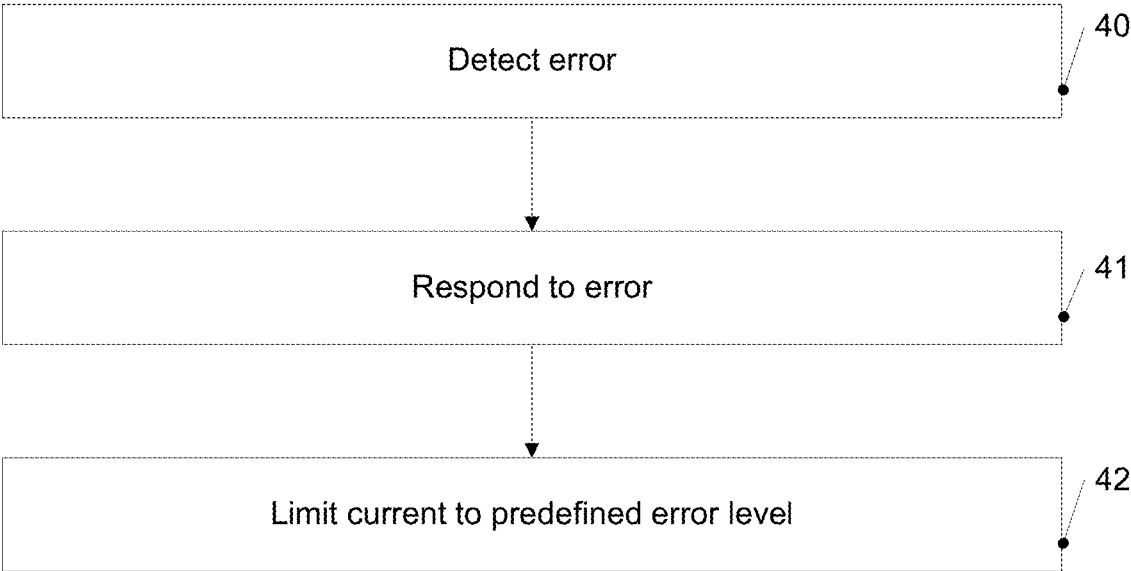 Detect error
40
Respond to error
41
Limit current to predefined error level
42